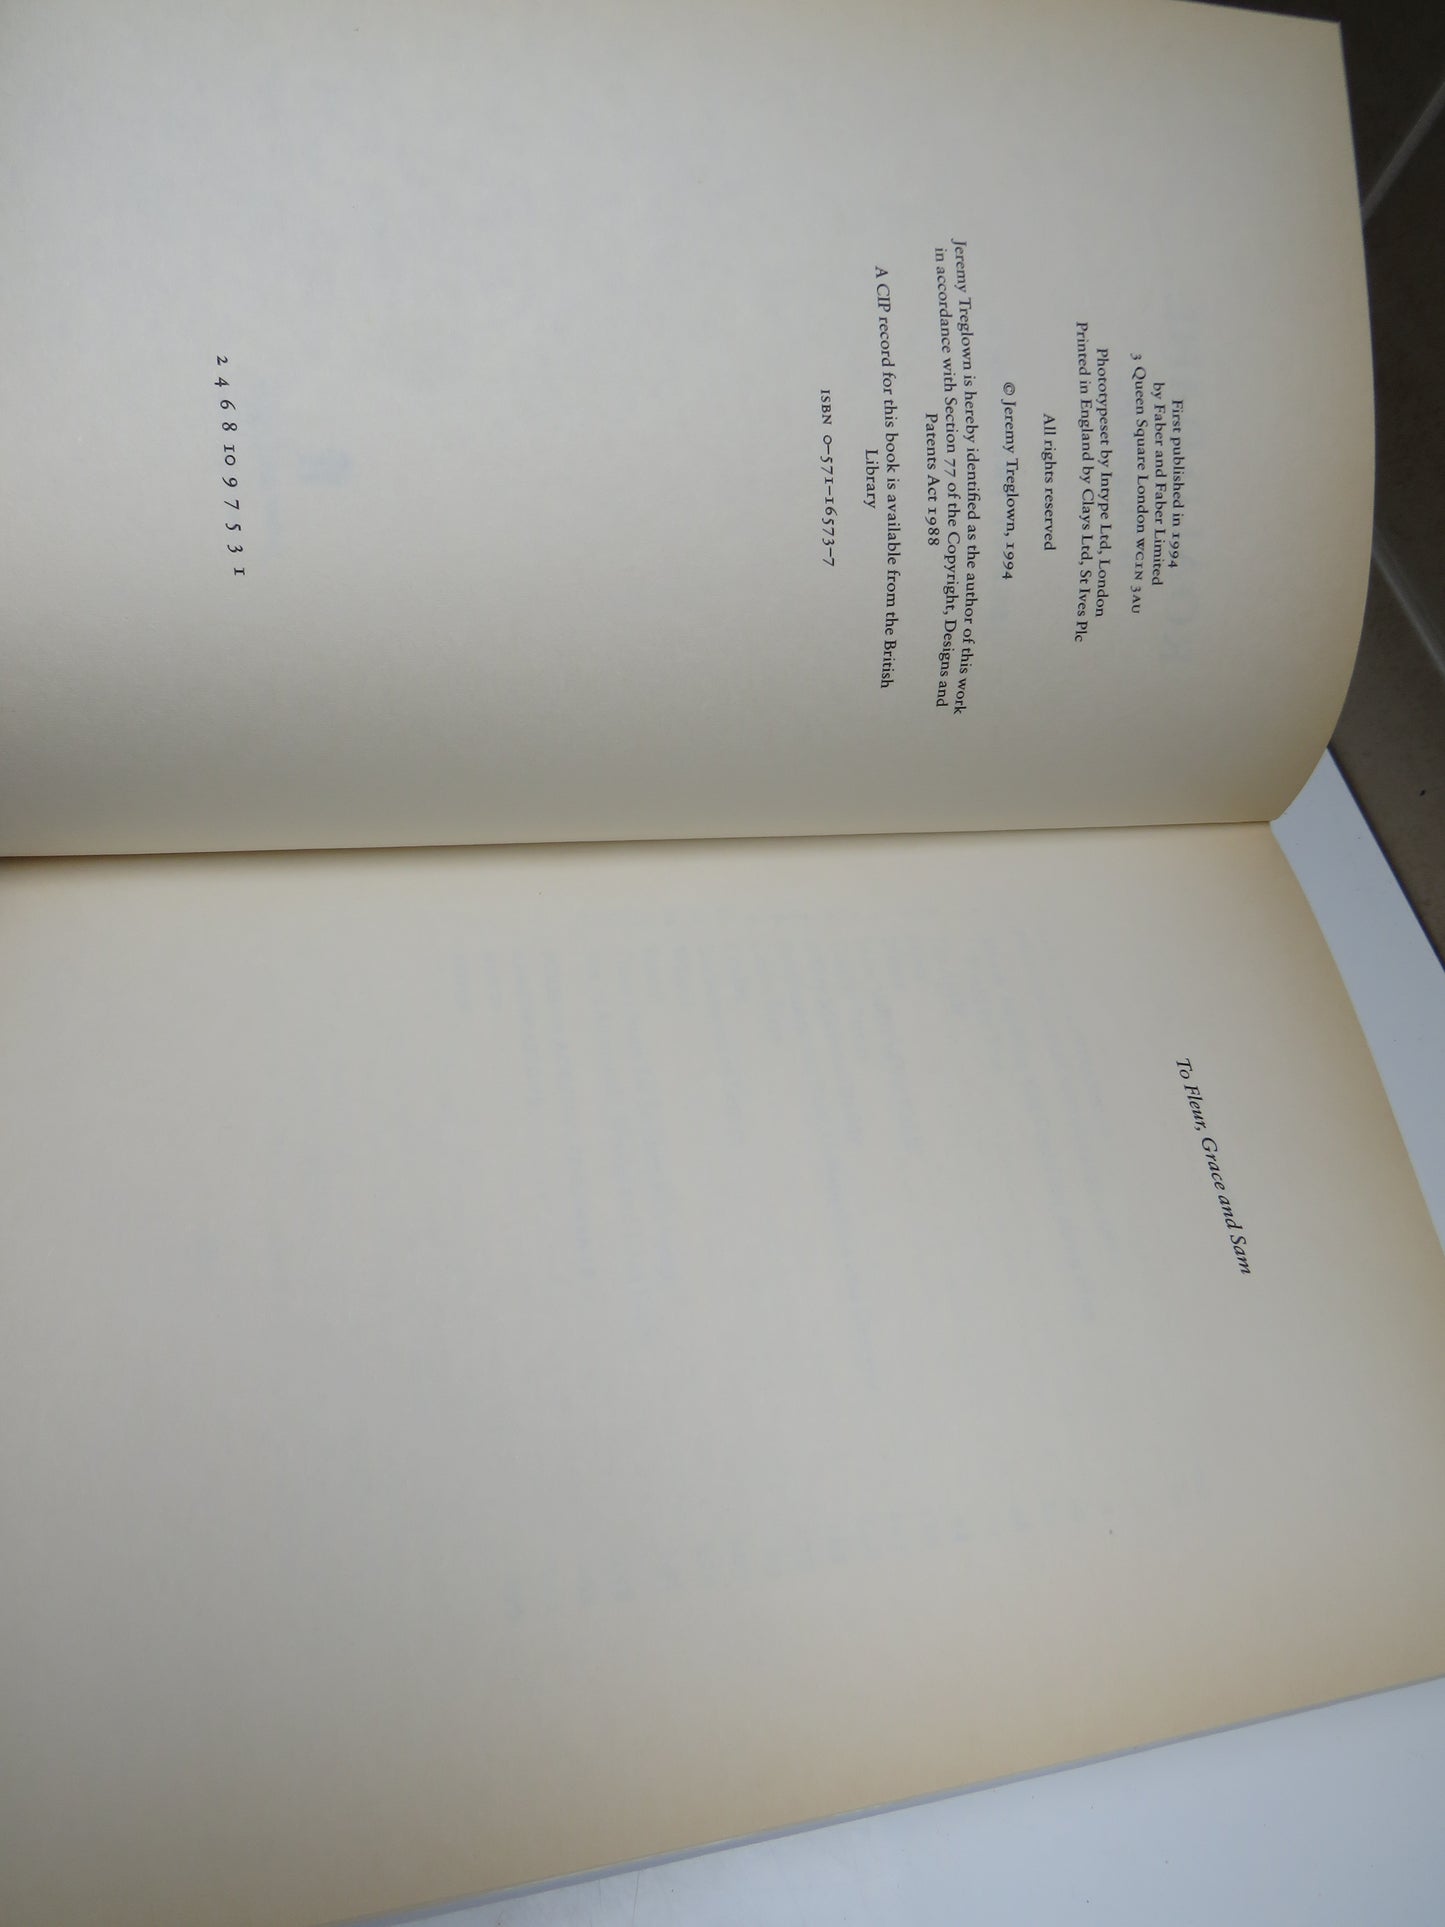 First published in 1994
by Faber and Faber Limited
3 Queen Square London WC1N 3AU
Phototypeset by Intype Ltd, London
Printed in England by Clays Ltd, St Ives Plc
All rights reserved
© Jeremy Treglown, 1994
Jeremy Treglown is hereby identified as the author of this work
in accordance with Section 77 of the Copyright, Designs and
Patents Act 1988
A CIP record for this book is available from the British
Library
ISBN 0–571–16573–7
2 4 6 8 10 9 7 5 3 1
To Fleur, Grace and Sam